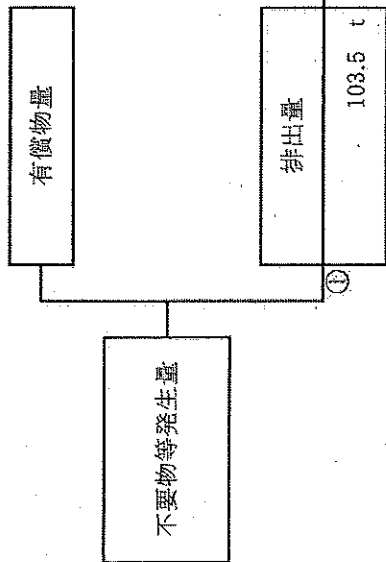 不要物等発生量
有償物量
①
排出量
103.5 t